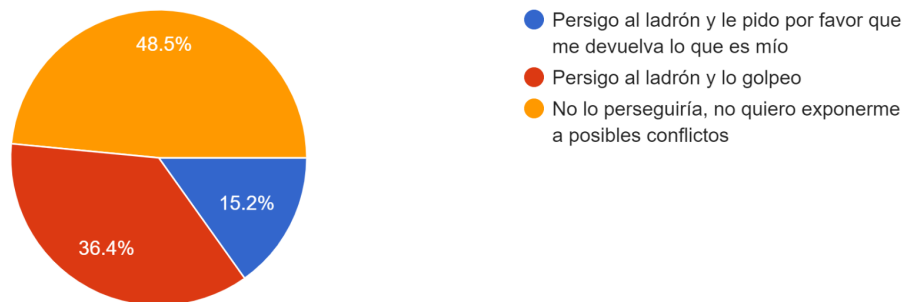 48.5%
15.2%
36.4%
Persigo al ladrón y le pido por favor que
me devuelva lo que es mío
Persigo al ladrón y lo golpeo
No lo perseguiría, no quiero exponerme
a posibles conflictos